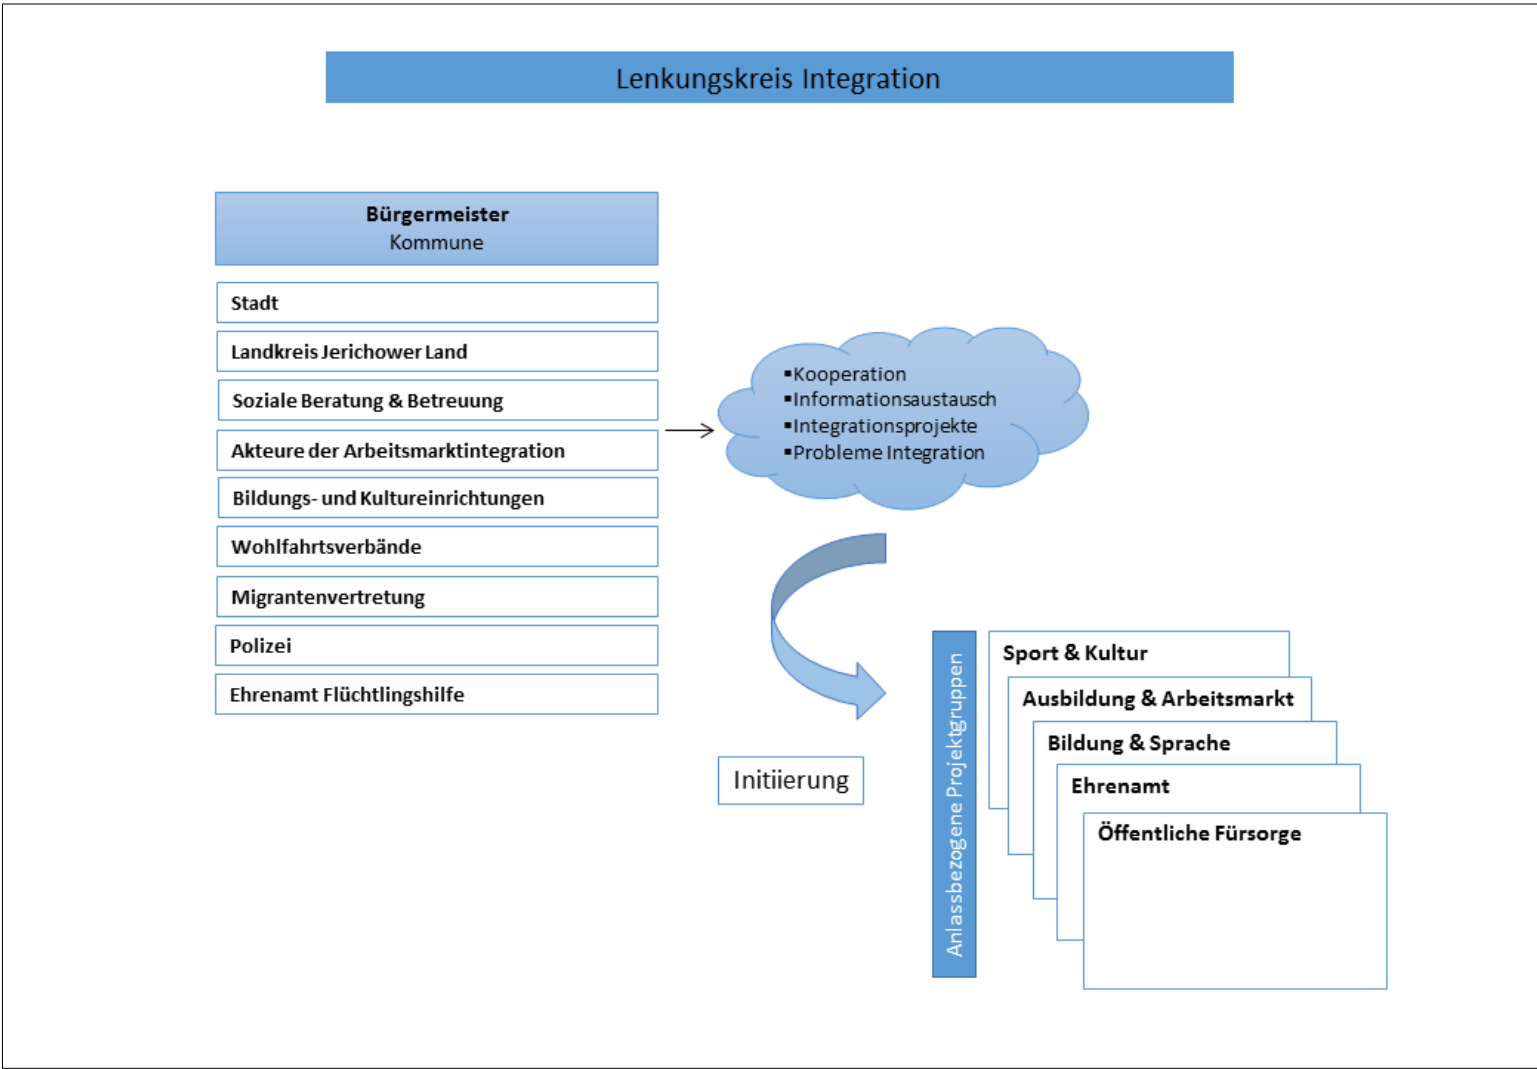 Lenkungskreis Integration
Bürgermeister
Kommune
Stadt
Landkreis Jerichower Land
Soziale Beratung & Betreuung
Akteure der Arbeitsmarktintegration
Bildungs- und Kultureinrichtungen
Wohlfahrtsverbände
Migrantenvertretung
Polizei
Ehrenamt Flüchtlingshilfe
▪Kooperation
▪Informationsaustausch
▪Integrationsprojekte
▪Probleme Integration
Initiierung
Anlassbezogene Projektgruppen
Sport & Kultur
Ausbildung & Arbeitsmarkt
Bildung & Sprache
Ehrenamt
Öffentliche Fürsorge